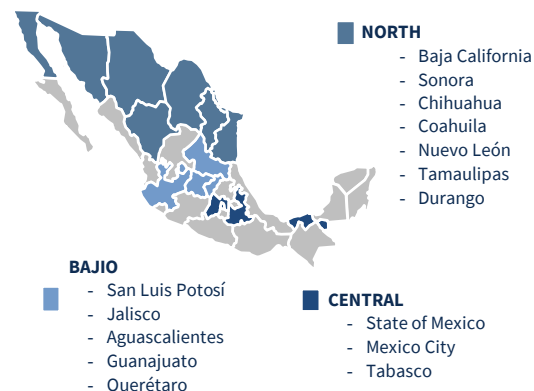 NORTH
- Baja California
- Sonora
- Chihuahua
- Coahuila
- Nuevo León
- Tamaulipas
- Durango
BAJIO
- San Luis Potosí
- Jalisco
- Aguascalientes
- Guanajuato
- Querétaro
CENTRAL
- State of Mexico
- Mexico City
- Tabasco